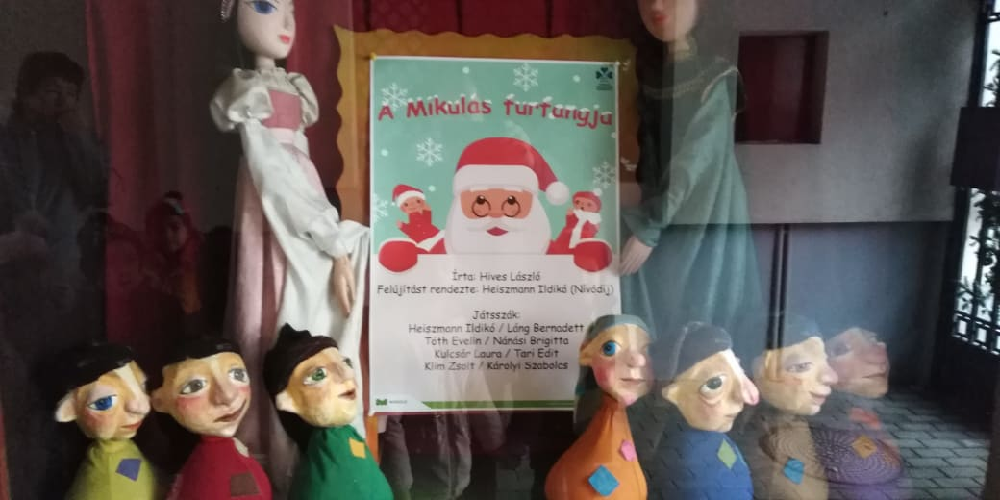 A Mikulás furfangja
Írta: Hives László
Felújítást rendezte: Heiszmann Ildikó (Nívódíj)
Játsszák:
Heiszmann Ildikó / Láng Bernadett
Tóth Evelin / Nánási Brigitta
Kulcsár Laura / Tari Edit
Klim Zsolt / Károlyi Szabolcs